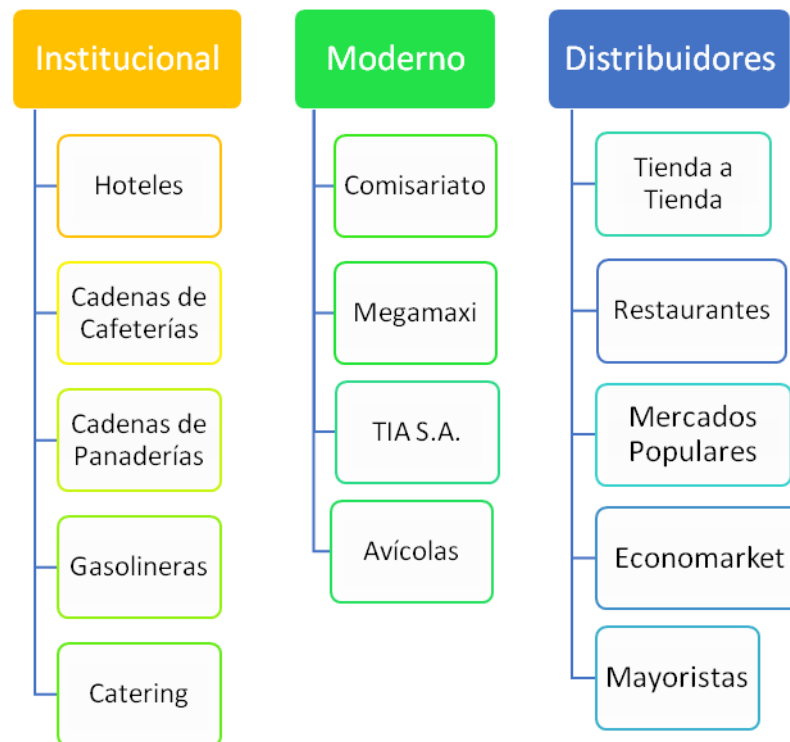 Institucional
Hoteles
Cadenas de
Cafeterías
Cadenas de
Panaderías
Gasolineras
Catering
Moderno
Comisariato
Megamaxi
TIA S.A.
Avícolas
Distribuidores
Tienda a
Tienda
Restaurantes
Mercados
Populares
Economarket
Mayoristas